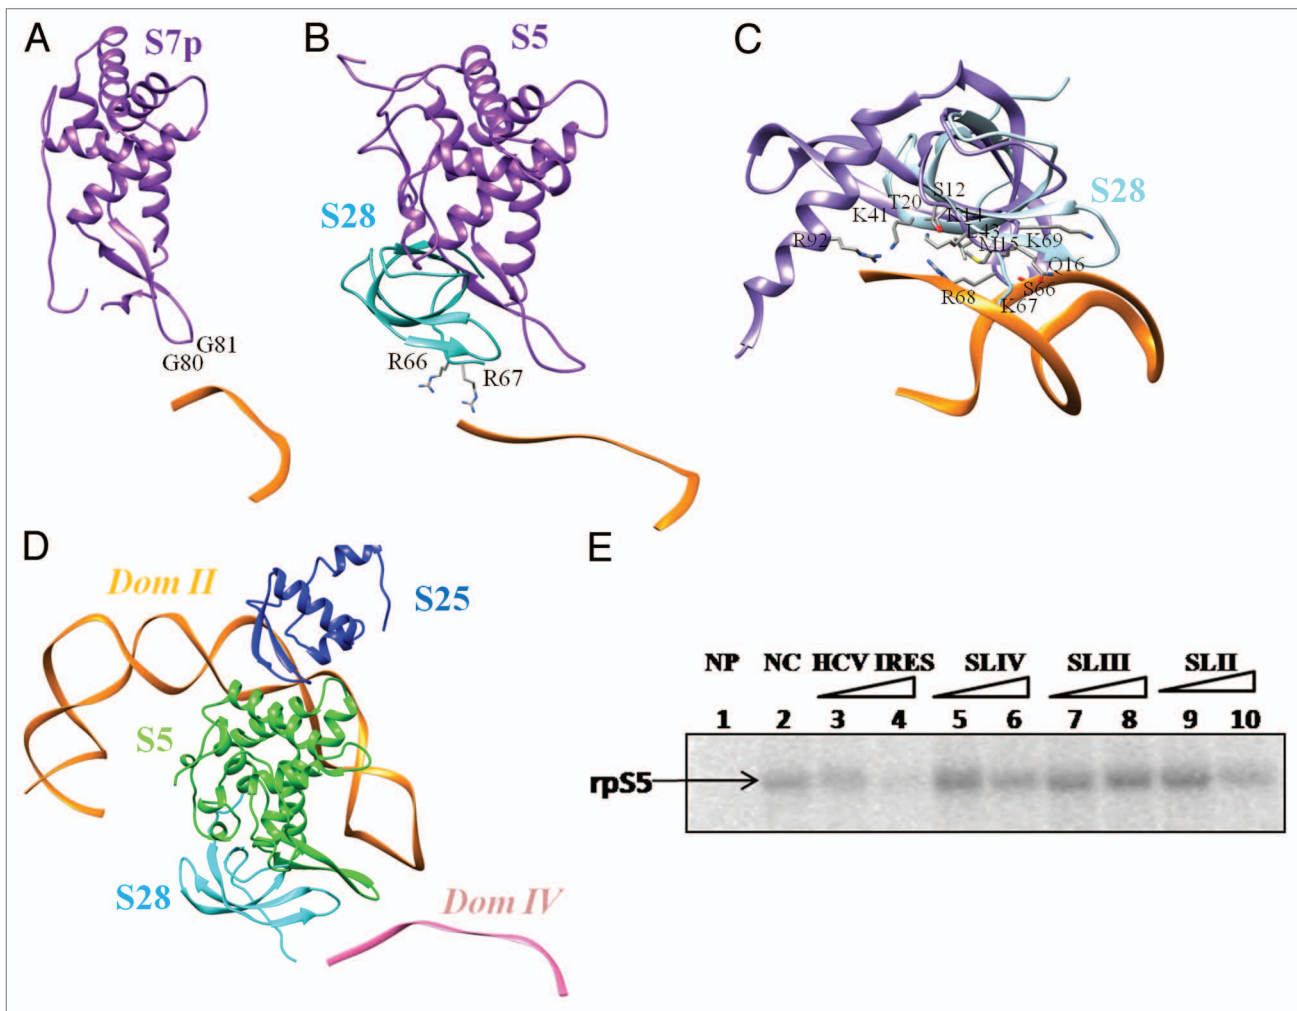 A
S7p
G81
G80
B
S5
S28
R66
R67
C
S28
S12
T20
K41
L43
R92
M15
K69
Q16
R68
S66
K67
D
Dom II
S25
S5
S28
Dom IV
E
NP NC HCV IRES SLIV SLIII SLII
1 2 3 4 5 6 7 8 9 10
rpS5